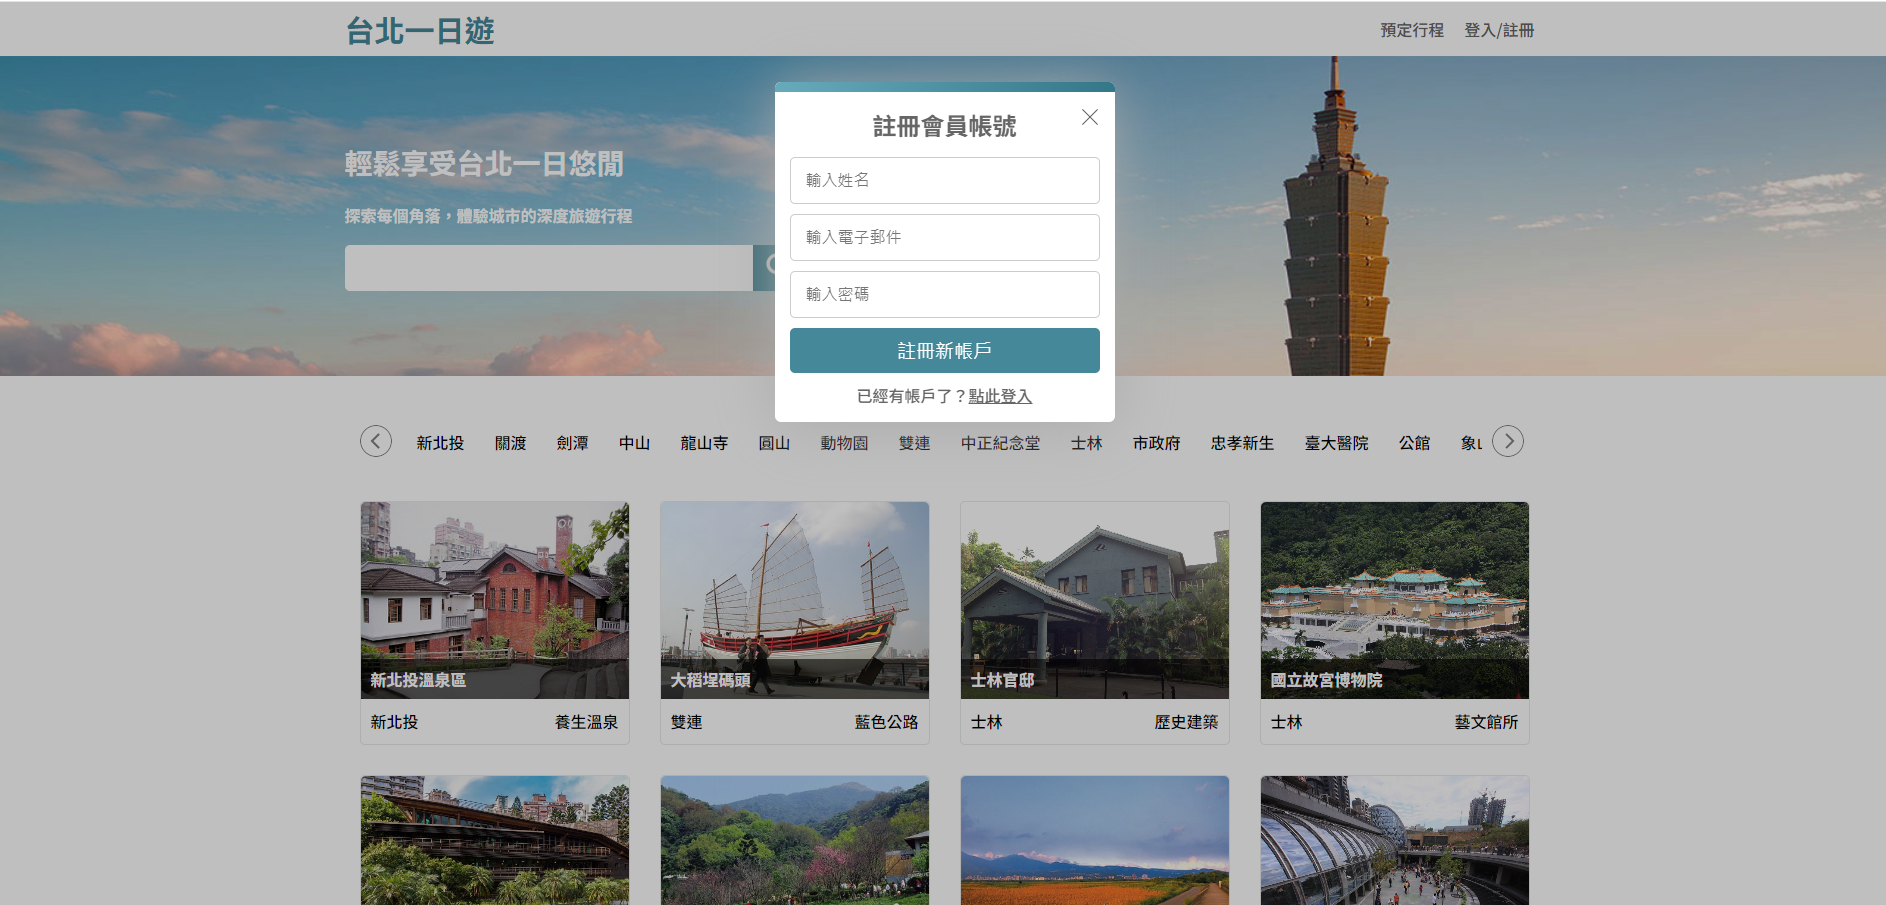 台北一日遊
預定行程 登入/註冊
輕鬆享受台北一日悠閒
探索每個角落，體驗城市的深度旅遊行程
註冊會員帳號
輸入姓名
輸入電子郵件
輸入密碼
註冊新帳戶
已經有帳戶了？點此登入
新北投 關渡 劍潭 中山 龍山寺 圓山 動物園 雙連 中正紀念堂 士林 市政府 忠孝新生 臺大醫院 公館 象
新北投溫泉區
新北投 養生溫泉
大稻埕碼頭
雙連 藍色公路
士林官邸
士林 歷史建築
國立故宮博物院
士林 藝文館所